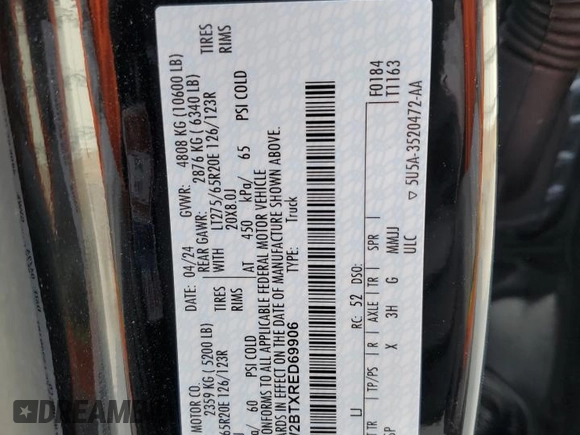 MOTOR CO.
DATE: 04/24 GVWR: 4808 KG (10600 LB)
2359 KG ( 5200 LB) REAR GAWR: 2876 KG ( 6340 LB)
/65R20E 126/123R TIRES WITH LT275/65R20E 126/123R TIRES
RIMS 20X8.0J RIMS
kPa/ 60 PSI COLD AT 450 kPa/ 65 PSI COLD
CONFORMS TO ALL APPLICABLE FEDERAL MOTOR VEHICLE
ARDS IN EFFECT ON THE DATE OF MANUFACTURE SHOWN ABOVE.
2BTXRED69906 TYPE: Truck
F0184
T1163
RC: 52 DSO:
TP/PS R AXLE TR SPR
X 3H G MMJJ
ULC ▽ 5U5A-3520472-AA
IDRIVESAFELY